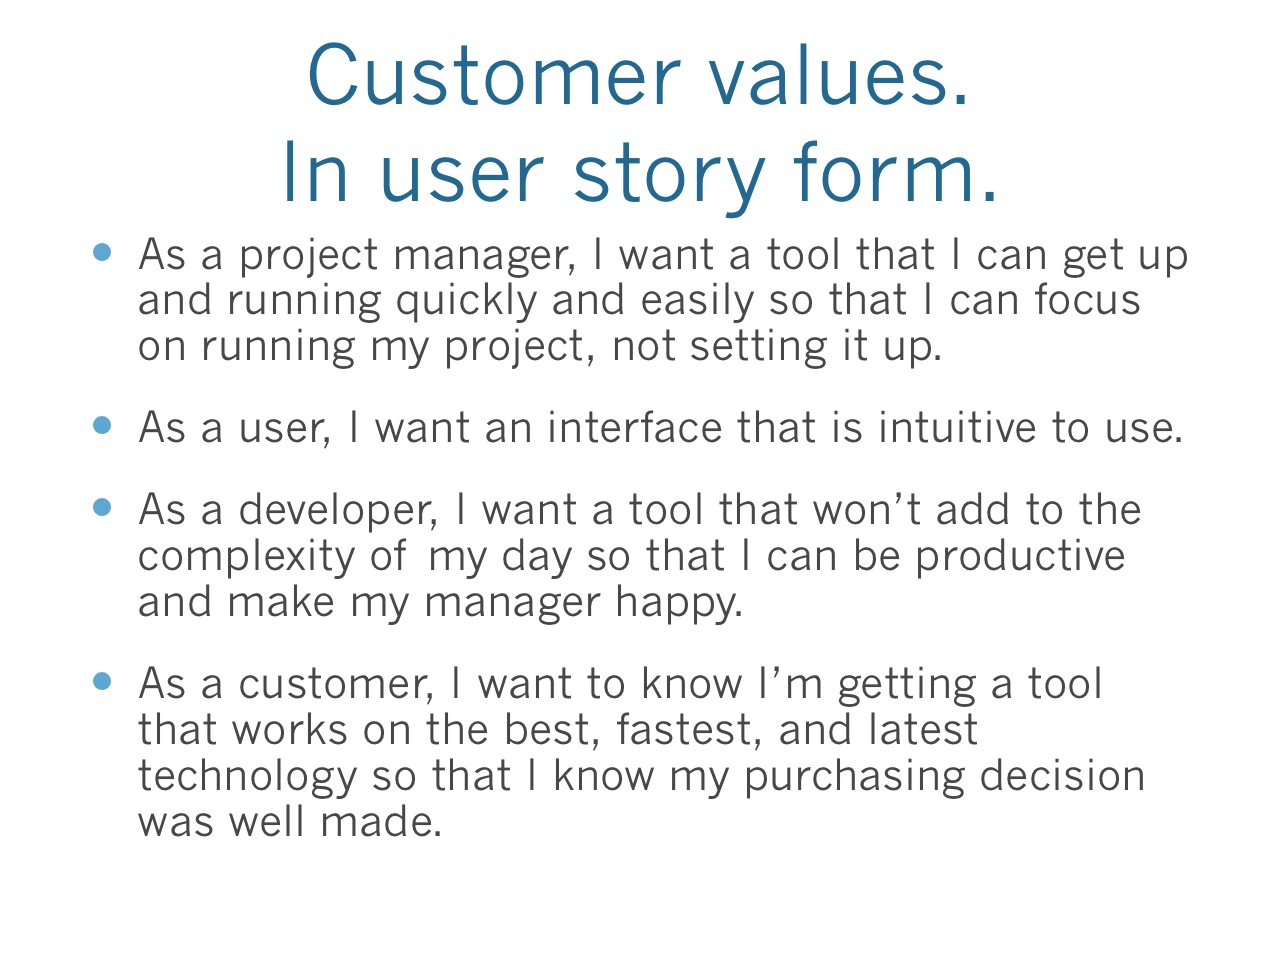 Customer values.
In user story form.
• As a project manager, I want a tool that I can get up
and running quickly and easily so that I can focus
on running my project, not setting it up.
• As a user, I want an interface that is intuitive to use.
• As a developer, I want a tool that won’t add to the
complexity of my day so that I can be productive
and make my manager happy.
• As a customer, I want to know I’m getting a tool
that works on the best, fastest, and latest
technology so that I know my purchasing decision
was well made.